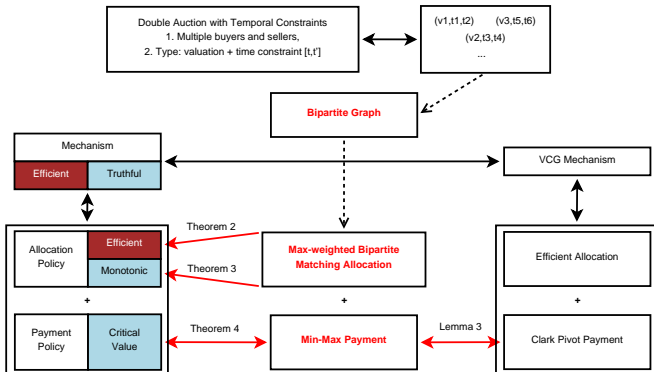 Double Auction with Temporal Constraints
1. Multiple buyers and sellers,
2. Type: valuation + time constraint [t,t']
(v1,t1,t2) (v3,t5,t6)
(v2,t3,t4)
...
Bipartite Graph
Mechanism
Efficient Truthful
VCG Mechanism
Theorem 2
Allocation
Policy
Efficient
Monotonic
Theorem 3
Max-weighted Bipartite
Matching Allocation
Efficient Allocation
+ + +
Payment
Policy
Critical
Value
Theorem 4
Min-Max Payment
Lemma 3
Clark Pivot Payment